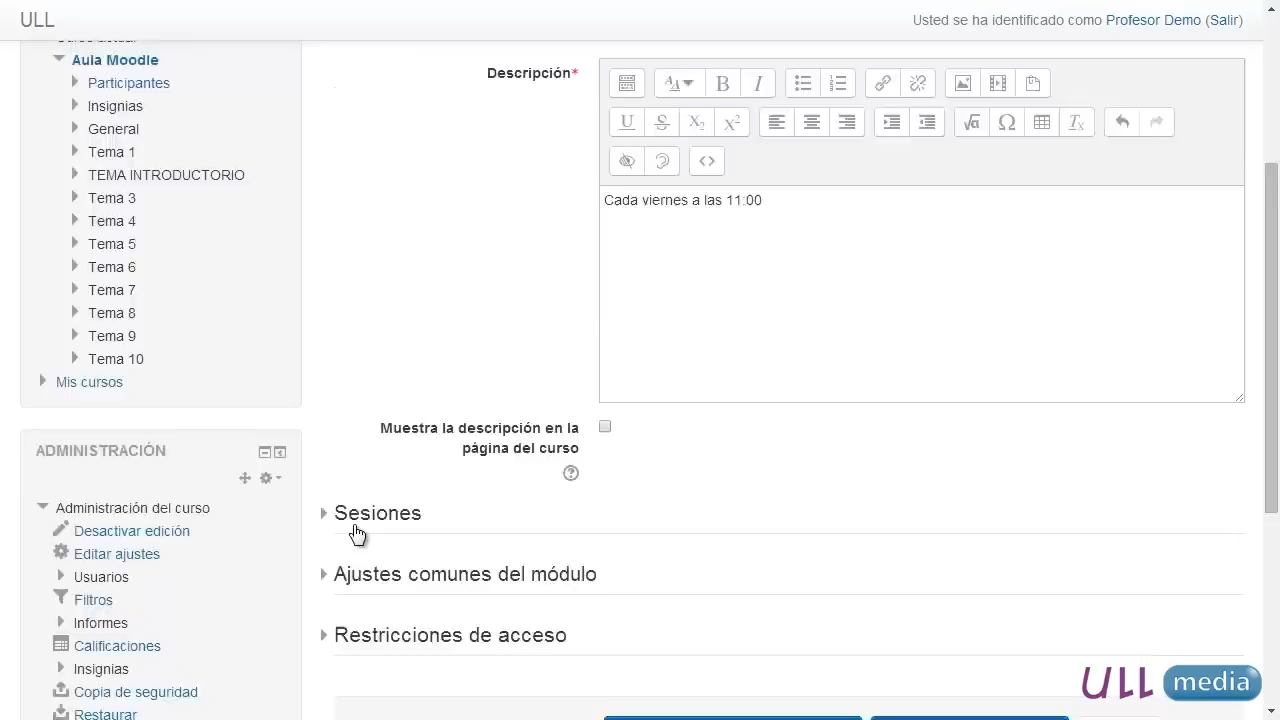 ULL
Usted se ha identificado como Profesor Demo (Salir)
Aula Moodle
Participantes
Insignias
General
Tema 1
TEMA INTRODUCTORIO
Tema 3
Tema 4
Tema 5
Tema 6
Tema 7
Tema 8
Tema 9
Tema 10
Mis cursos
ADMINISTRACIÓN
Administración del curso
Desactivar edición
Editar ajustes
Usuarios
Filtros
Informes
Calificaciones
Insignias
Copia de seguridad
Restaurar
Descripción*
Cada viernes a las 11:00
Muestra la descripción en la
página del curso
Sesiones
Ajustes comunes del módulo
Restricciones de acceso
ULL media